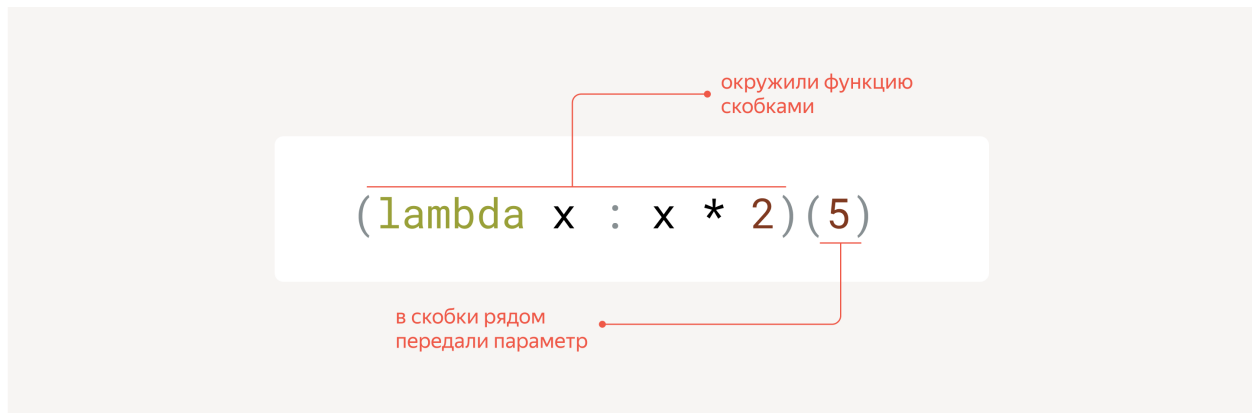 окружили функцию
скобками
(lambda x : x * 2)(5)
в скобки рядом
передали параметр